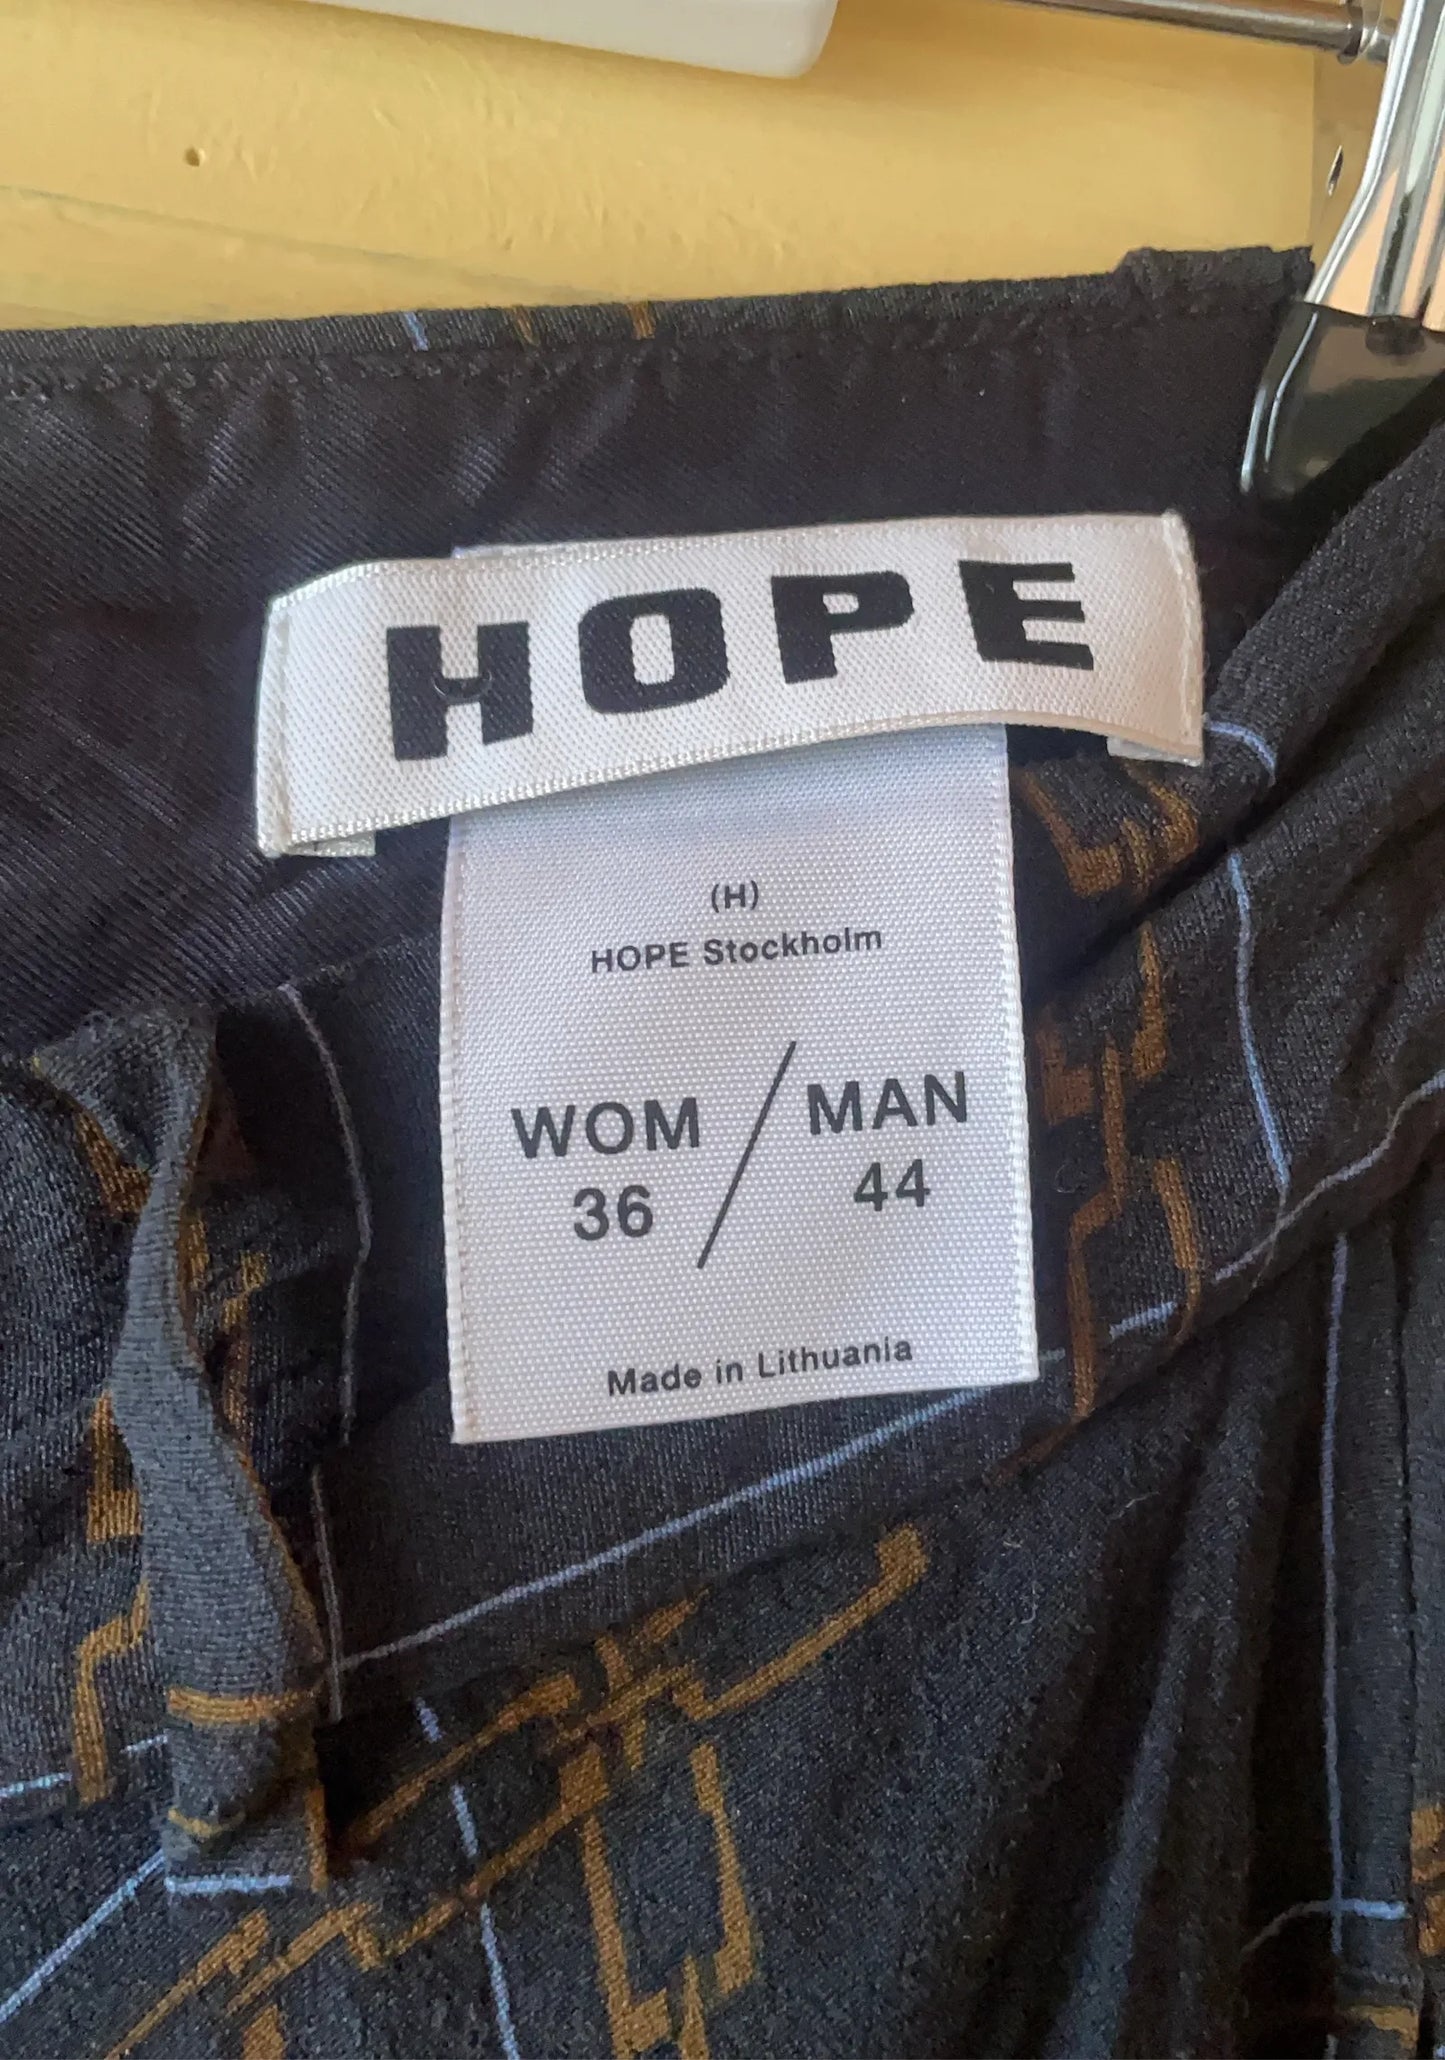 HOPE
(H)
HOPE Stockholm
WOM / MAN
36 44
Made in Lithuania